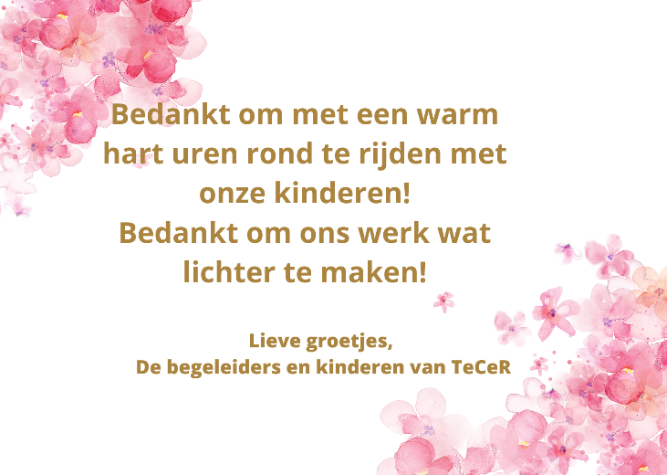 Bedankt om met een warm
hart uren rond te rijden met
onze kinderen!
Bedankt om ons werk wat
lichter te maken!
Lieve groetjes,
De begeleiders en kinderen van TeCeR